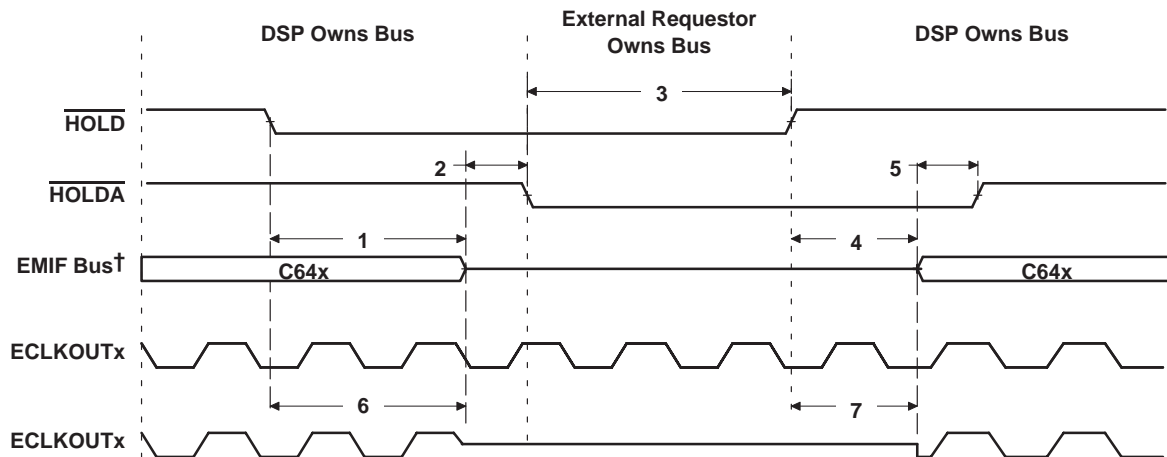 DSP Owns Bus
External Requestor
Owns Bus
DSP Owns Bus
3
HOLD
2
5
HOLDA
1
4
EMIF Bus†
C64x
C64x
ECLKOUTx
6
7
ECLKOUTx